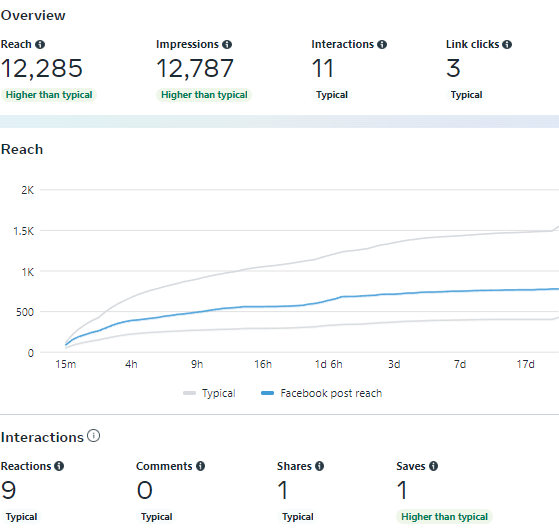 Overview
Reach Impressions Interactions Link clicks
12,285 12,787 11 3
Higher than typical Higher than typical Typical Typical
Reach
2K
1.5K
1K
500
0
15m 4h 9h 16h 1d 6h 3d 7d 17d
Typical Facebook post reach
Interactions
Reactions Comments Shares Saves
9 0 1 1
Typical Typical Typical Higher than typical